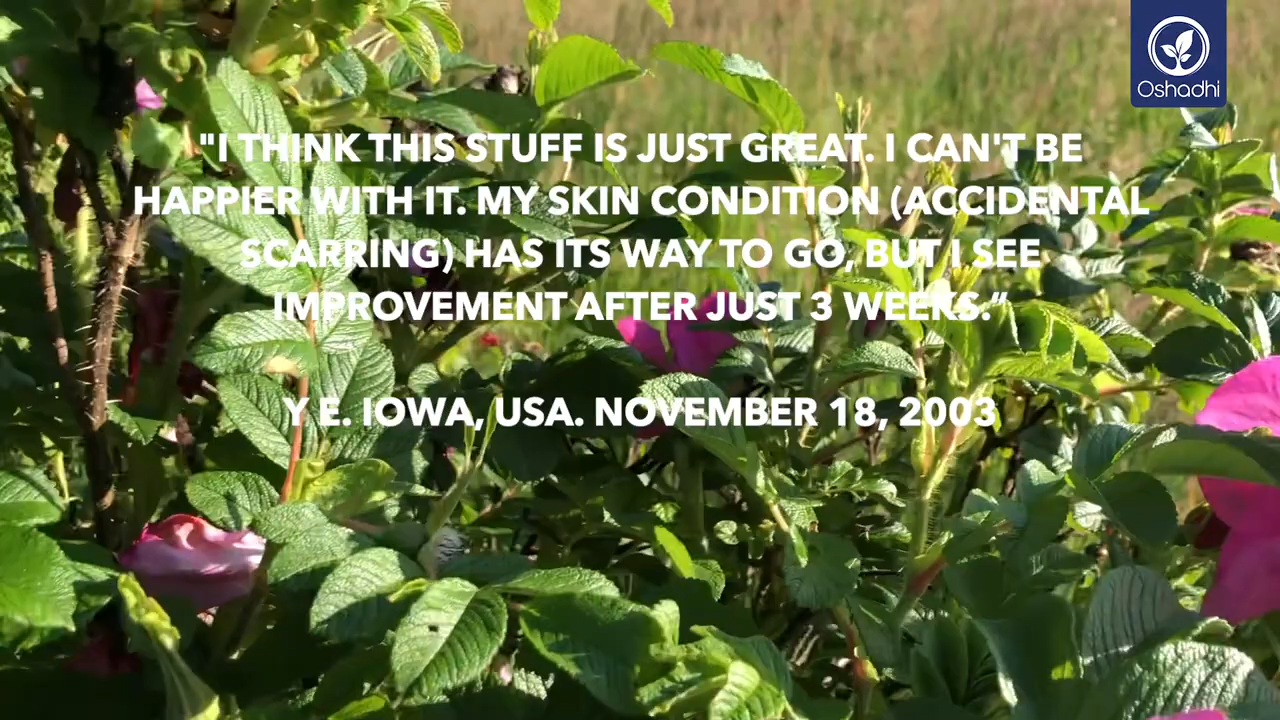 Oshadhi
"I THINK THIS STUFF IS JUST GREAT. I CAN'T BE
HAPPIER WITH IT. MY SKIN CONDITION (ACCIDENTAL
SCARRING) HAS ITS WAY TO GO, BUT I SEE
IMPROVEMENT AFTER JUST 3 WEEKS.”
Y E. IOWA, USA. NOVEMBER 18, 2003